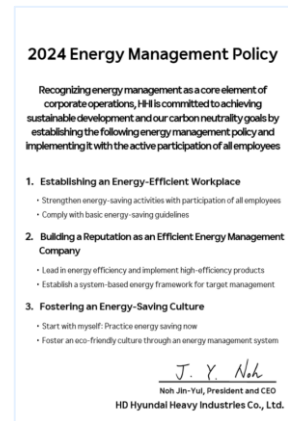 2024 Energy Management Policy
Recognizing energy management as a core element of
corporate operations, HHI is committed to achieving
sustainable development and our carbon neutrality goals by
establishing the following energy management policy and
implementing it with the active participation of all employees
1. Establishing an Energy-Efficient Workplace
• Strengthen energy-saving activities with participation of all employees
• Comply with basic energy-saving guidelines
2. Building a Reputation as an Efficient Energy Management
Company
• Lead in energy efficiency and implement high-efficiency products
• Establish a system-based energy framework for target management
3. Fostering an Energy-Saving Culture
• Start with myself: Practice energy saving now
• Foster an eco-friendly culture through an energy management system
J. Y. Noh
Noh Jin-Yul, President and CEO
HD Hyundai Heavy Industries Co., Ltd.